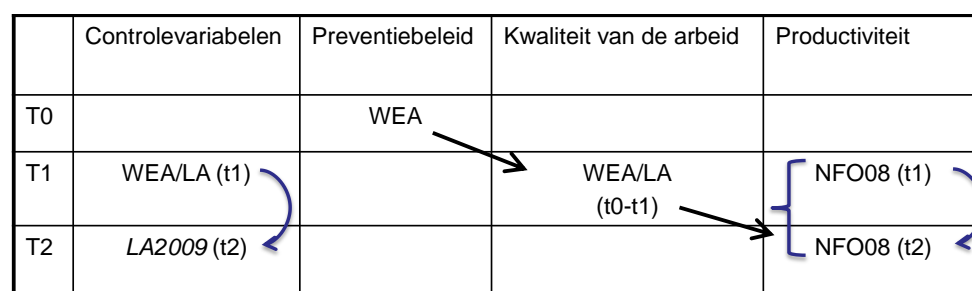 Controlevariabelen Preventiebeleid Kwaliteit van de arbeid Productiviteit
T0 WEA
T1 WEA/LA (t1) WEA/LA NFO08 (t1)
(t0-t1)
T2 LA2009 (t2) NFO08 (t2)